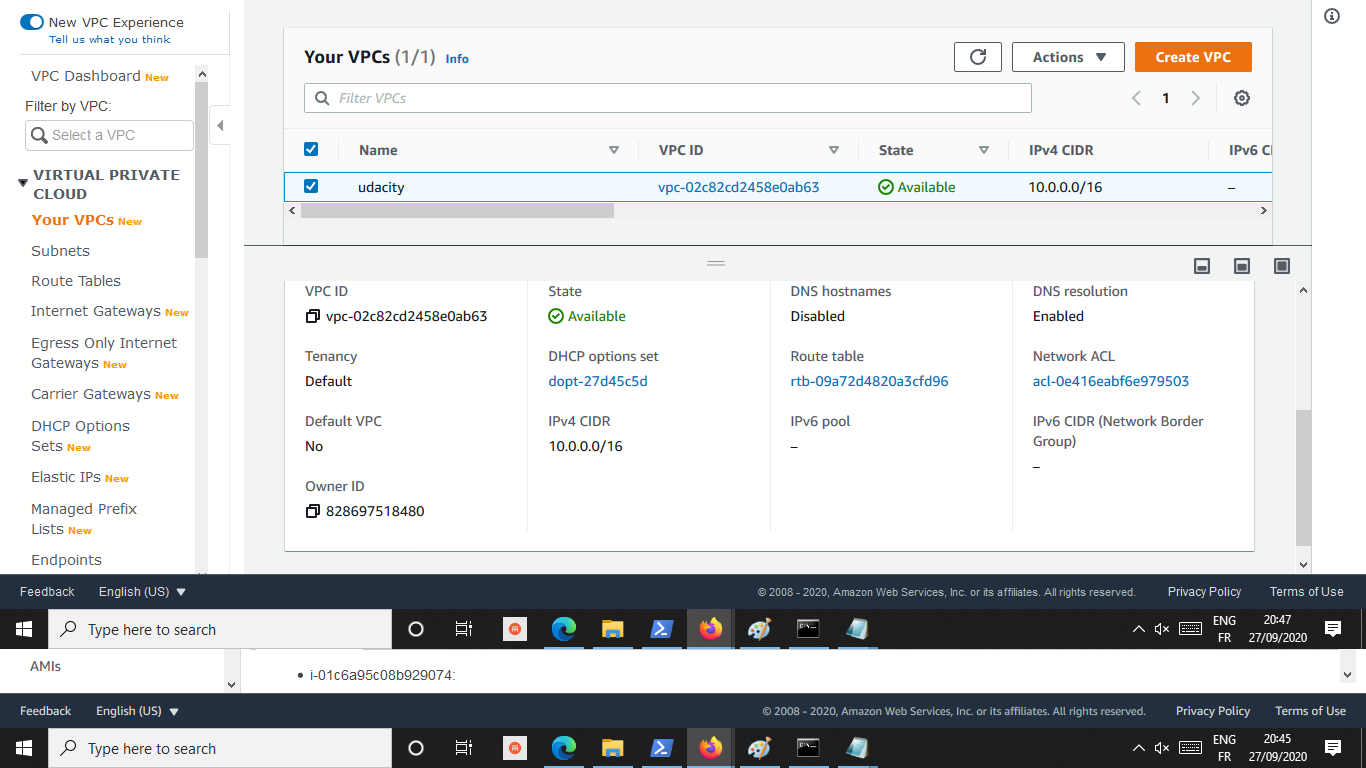 New VPC Experience
Tell us what you think
VPC Dashboard New
Filter by VPC:
Select a VPC
VIRTUAL PRIVATE
CLOUD
Your VPCs New
Subnets
Route Tables
Internet Gateways New
Egress Only Internet
Gateways New
Carrier Gateways New
DHCP Options
Sets New
Elastic IPs New
Managed Prefix
Lists New
Endpoints
Your VPCs (1/1) Info
Actions
Create VPC
Filter VPCs
1
Name VPC ID State IPv4 CIDR IPv6 CI
udacity vpc-02c82cd2458e0ab63 Available 10.0.0.0/16 –
VPC ID State DNS hostnames DNS resolution
vpc-02c82cd2458e0ab63 Available Disabled Enabled
Tenancy DHCP options set Route table Network ACL
Default dopt-27d45c5d rtb-09a72d4820a3cfd96 acl-0e416eabf6e979503
Default VPC IPv4 CIDR IPv6 pool IPv6 CIDR (Network Border
Group)
No 10.0.0.0/16 – –
Owner ID
828697518480
Feedback English (US) © 2008 - 2020, Amazon Web Services, Inc. or its affiliates. All rights reserved. Privacy Policy Terms of Use
Type here to search
ENG 20:47
FR 27/09/2020
AMIs
• i-01c6a95c08b929074:
Feedback English (US) © 2008 - 2020, Amazon Web Services, Inc. or its affiliates. All rights reserved. Privacy Policy Terms of Use
Type here to search
ENG 20:45
FR 27/09/2020